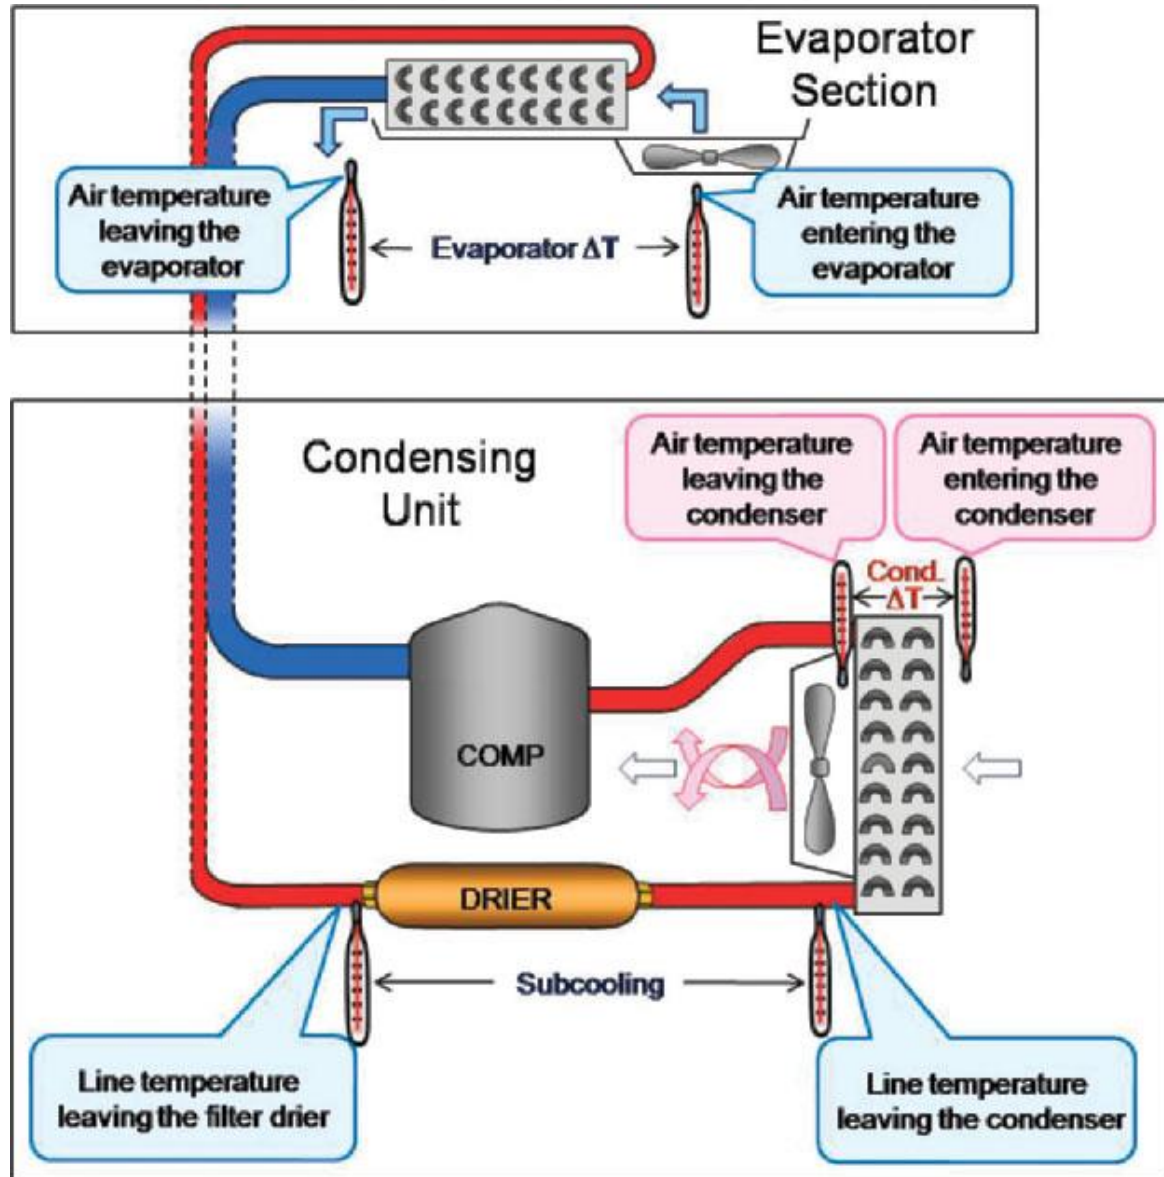 Evaporator
Section
Air temperature
leaving the
evaporator
Evaporator ΔT
Air temperature
entering the
evaporator
Condensing
Unit
Air temperature
leaving the
condenser
Air temperature
entering the
condenser
Cond.
ΔT
COMP
DRIER
Subcooling
Line temperature
leaving the filter drier
Line temperature
leaving the condenser